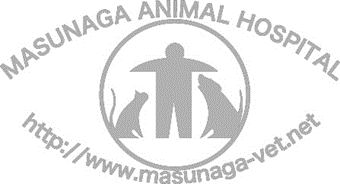 MASUNAGA ANIMAL HOSPITAL
http://www.masunaga-vet.net